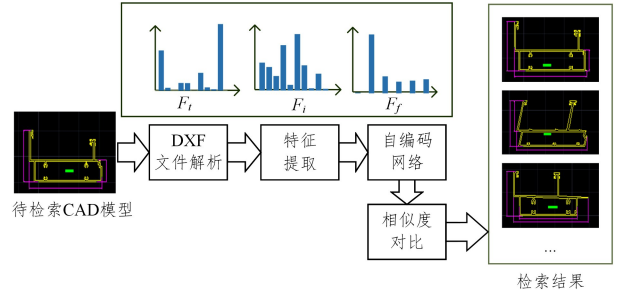 Ft
Fi
Ff
DXF
文件解析
特征
提取
自编码
网络
待检索CAD模型
相似度
对比
...
检索结果